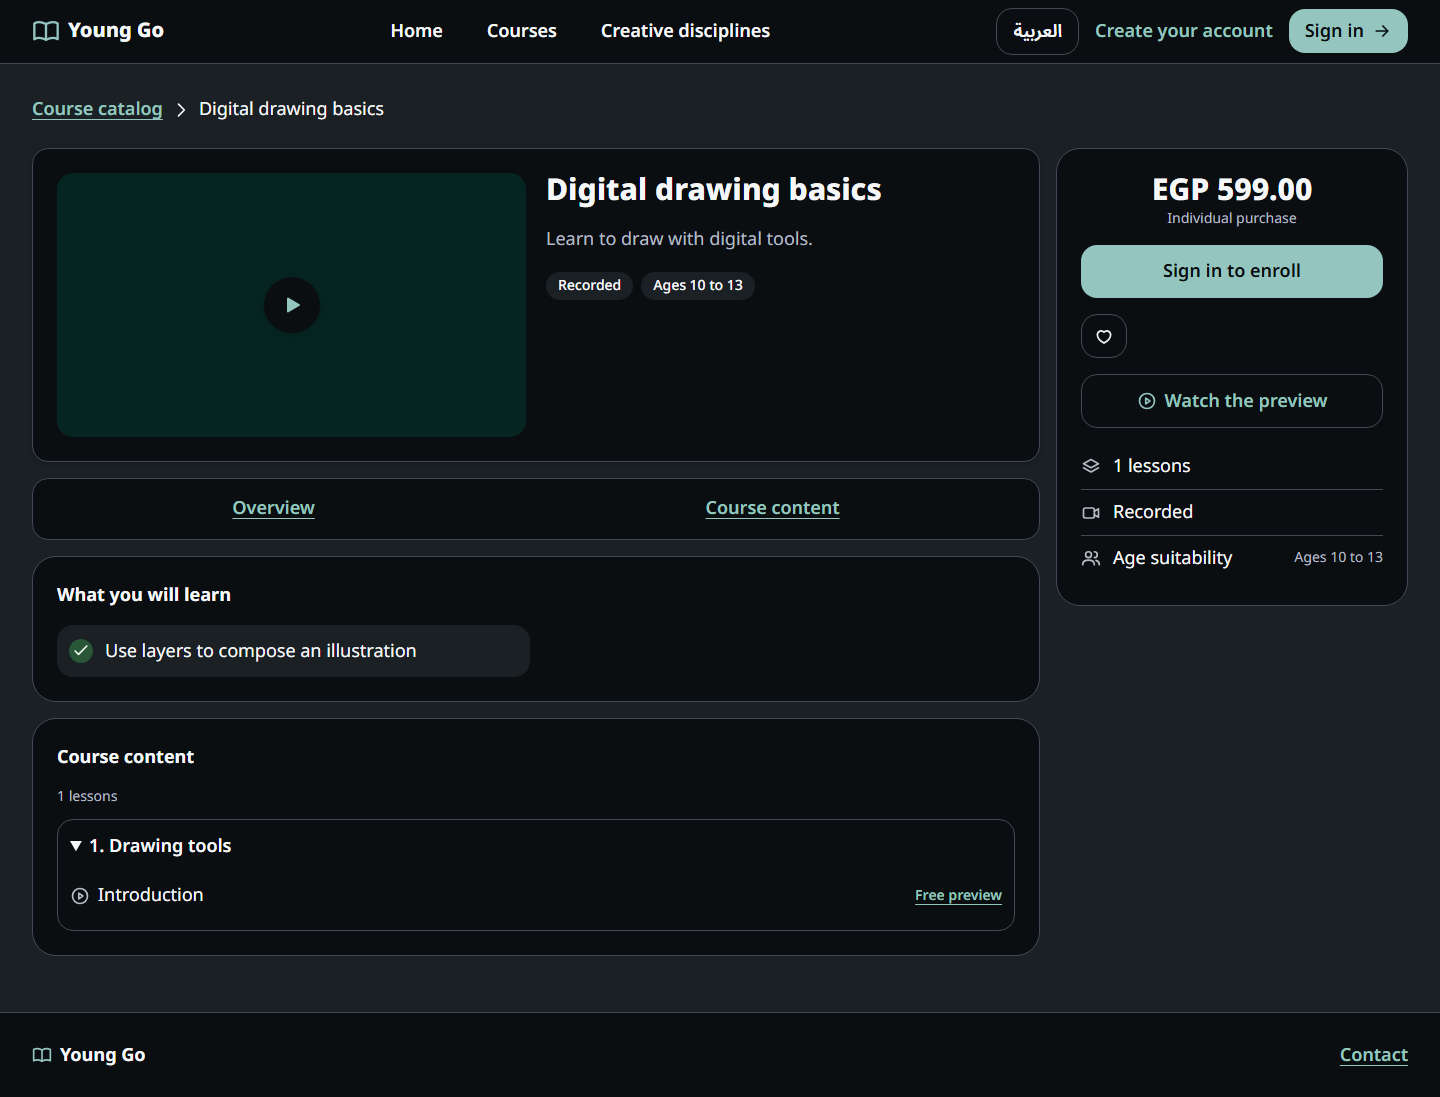 Young Go
Home
Courses
Creative disciplines
العربية
Create your account
Sign in
Course catalog
Digital drawing basics
Digital drawing basics
Learn to draw with digital tools.
Recorded
Ages 10 to 13
EGP 599.00
Individual purchase
Sign in to enroll
Watch the preview
1 lessons
Recorded
Age suitability
Ages 10 to 13
Overview
Course content
What you will learn
Use layers to compose an illustration
Course content
1 lessons
1. Drawing tools
Introduction
Free preview
Young Go
Contact